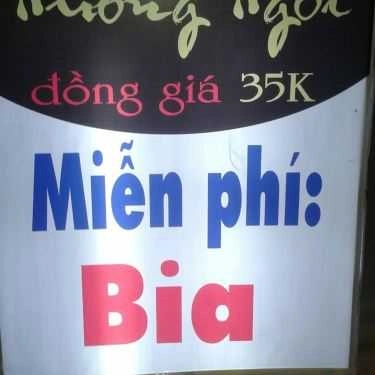 đồng giá 35K
Miễn phí:
Bia